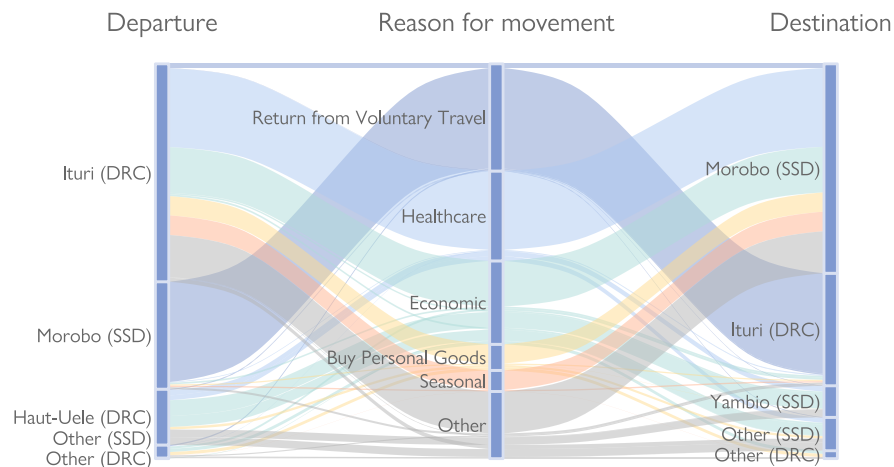 Departure
Reason for movement
Destination
Ituri (DRC)
Morobo (SSD)
Haut-Uele (DRC)
Other (SSD)
Other (DRC)
Return from Voluntary Travel
Healthcare
Economic
Buy Personal Goods
Seasonal
Other
Morobo (SSD)
Ituri (DRC)
Yambio (SSD)
Other (SSD)
Other (DRC)